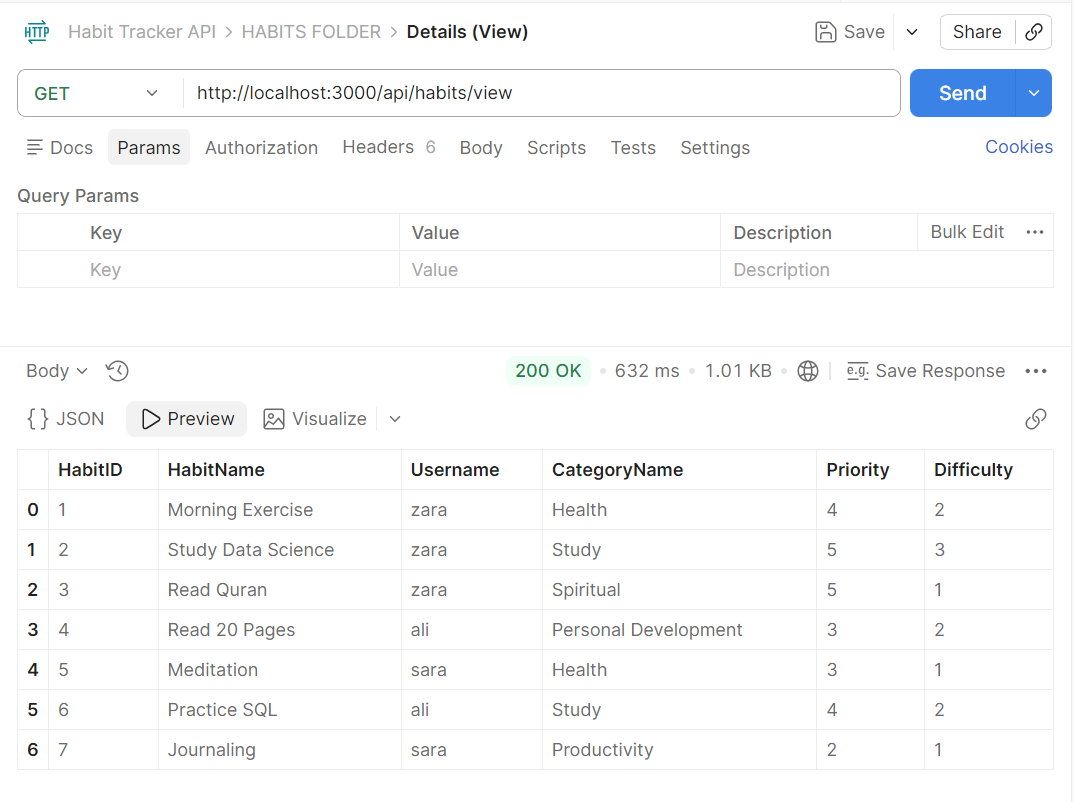 HTTP Habit Tracker API > HABITS FOLDER > Details (View) Save Share
GET http://localhost:3000/api/habits/view Send
Docs Params Authorization Headers 6 Body Scripts Tests Settings Cookies
Query Params
Key Value Description Bulk Edit
Key Value Description
Body 200 OK 632 ms 1.01 KB e.g. Save Response
{} JSON Preview Visualize
HabitID HabitName Username CategoryName Priority Difficulty
0 1 Morning Exercise zara Health 4 2
1 2 Study Data Science zara Study 5 3
2 3 Read Quran zara Spiritual 5 1
3 4 Read 20 Pages ali Personal Development 3 2
4 5 Meditation sara Health 3 1
5 6 Practice SQL ali Study 4 2
6 7 Journaling sara Productivity 2 1